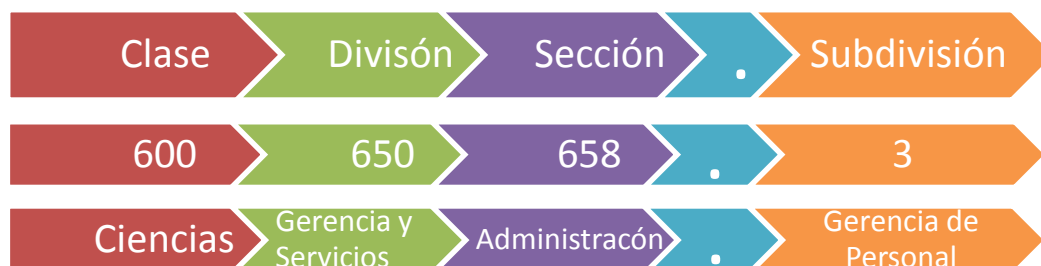 Clase Divisón Sección . Subdivisión
600 650 658 . 3
Ciencias Gerencia y Servicios Administracón . Gerencia de Personal